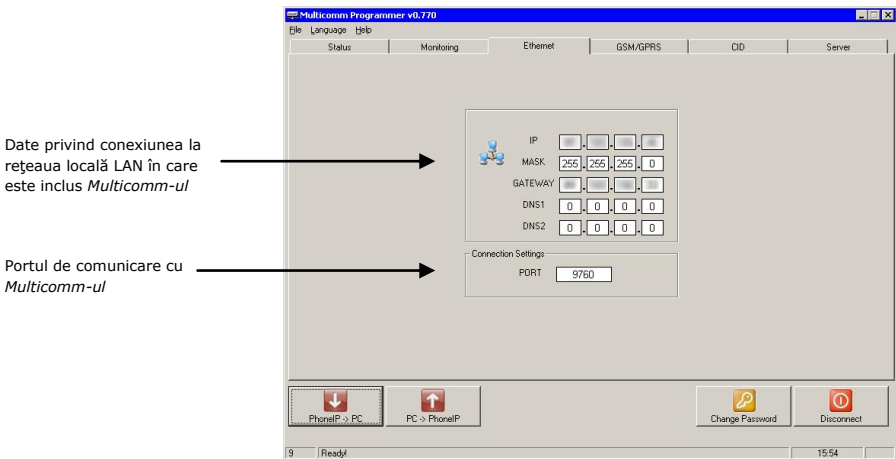 Multicomm Programmer v0.770
File Language Help
Status Monitoring Ethernet GSM/GPRS CID Server
Date privind conexiunea la
reţeaua locală LAN în care
este inclus Multicomm-ul
IP
MASK 255. 255. 255. 0
GATEWAY
DNS1 0. 0. 0. 0
DNS2 0. 0. 0. 0
Portul de comunicare cu
Multicomm-ul
Connection Settings
PORT 9760
PhoneIP -> PC PC -> PhoneIP Change Password Disconnect
9 Ready! 15:54